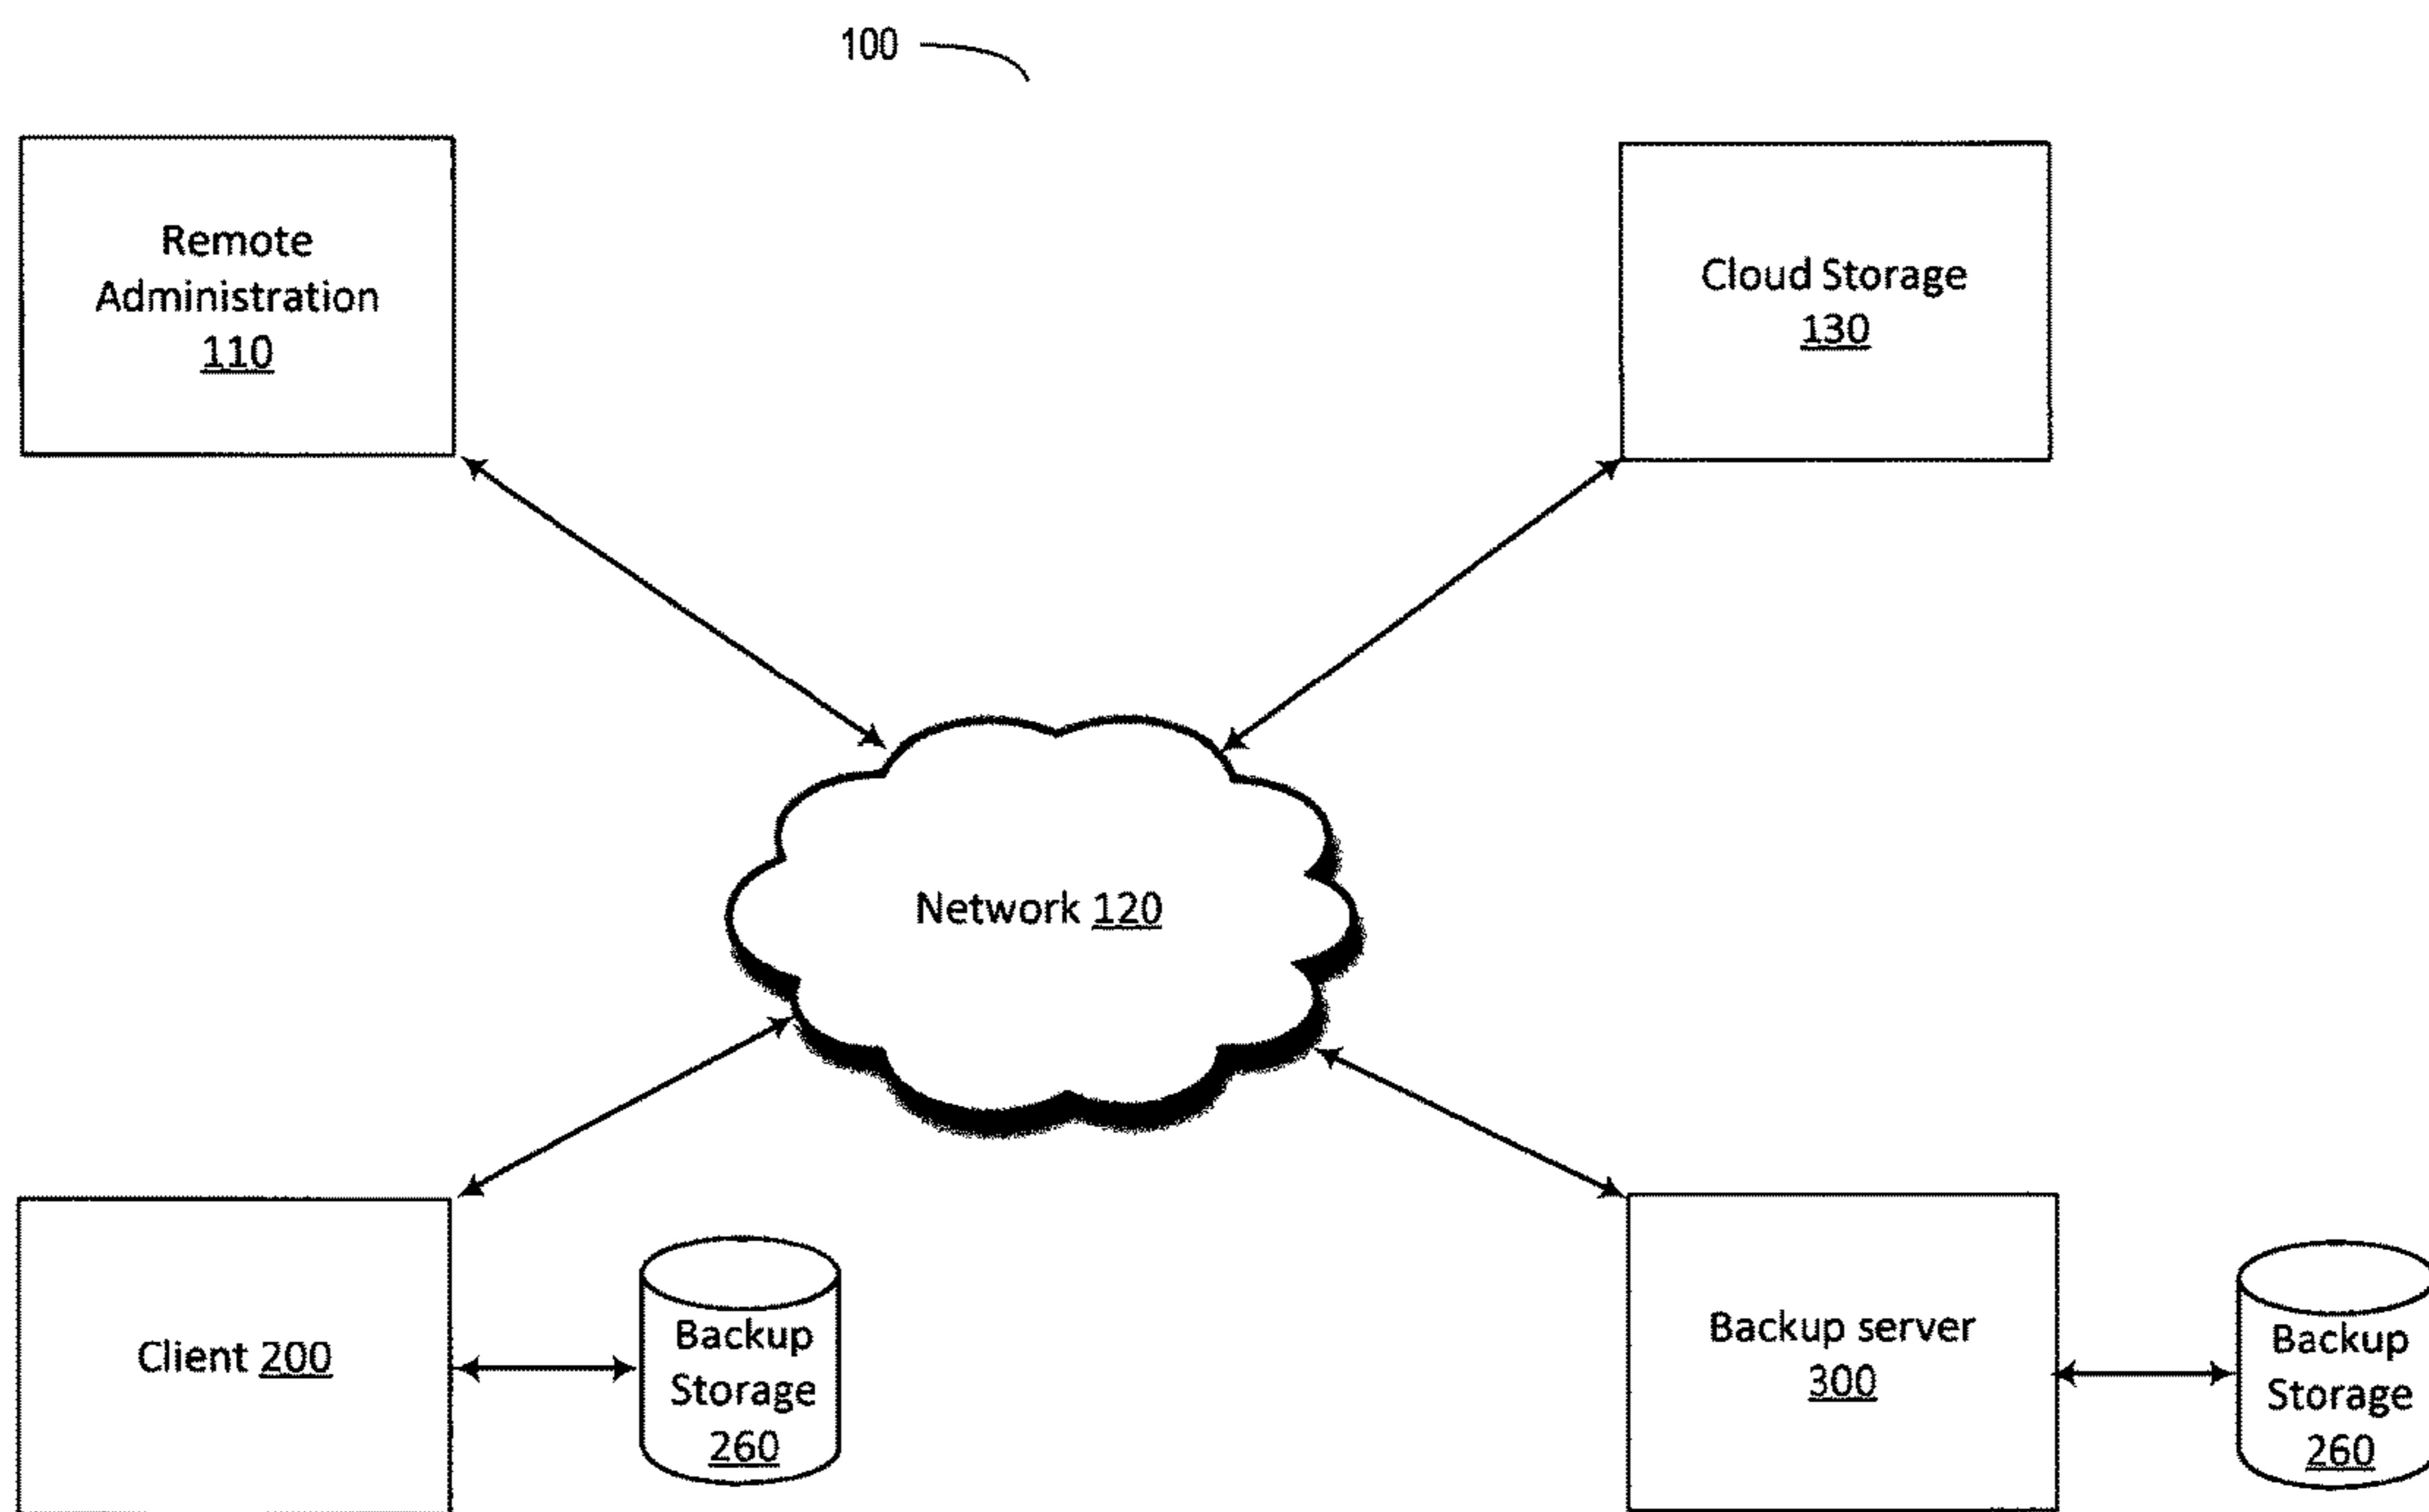 100
Remote
Administration
110
Cloud Storage
130
Network 120
Client 200
Backup
Storage
260
Backup server
300
Backup
Storage
260